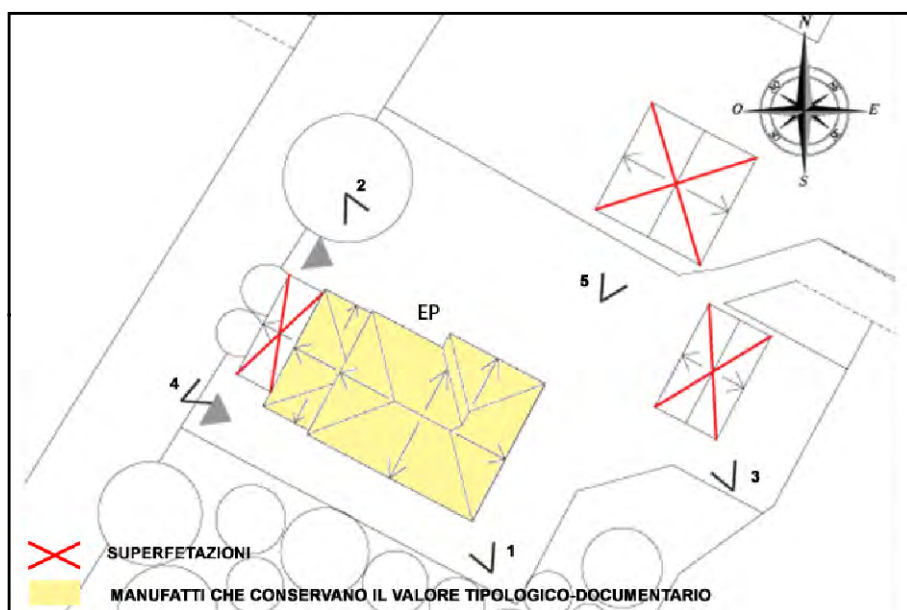 N
O
E
S
2
5
EP
4
3
1
SUPERFETAZIONI
MANUFATTI CHE CONSERVANO IL VALORE TIPOLOGICO-DOCUMENTARIO